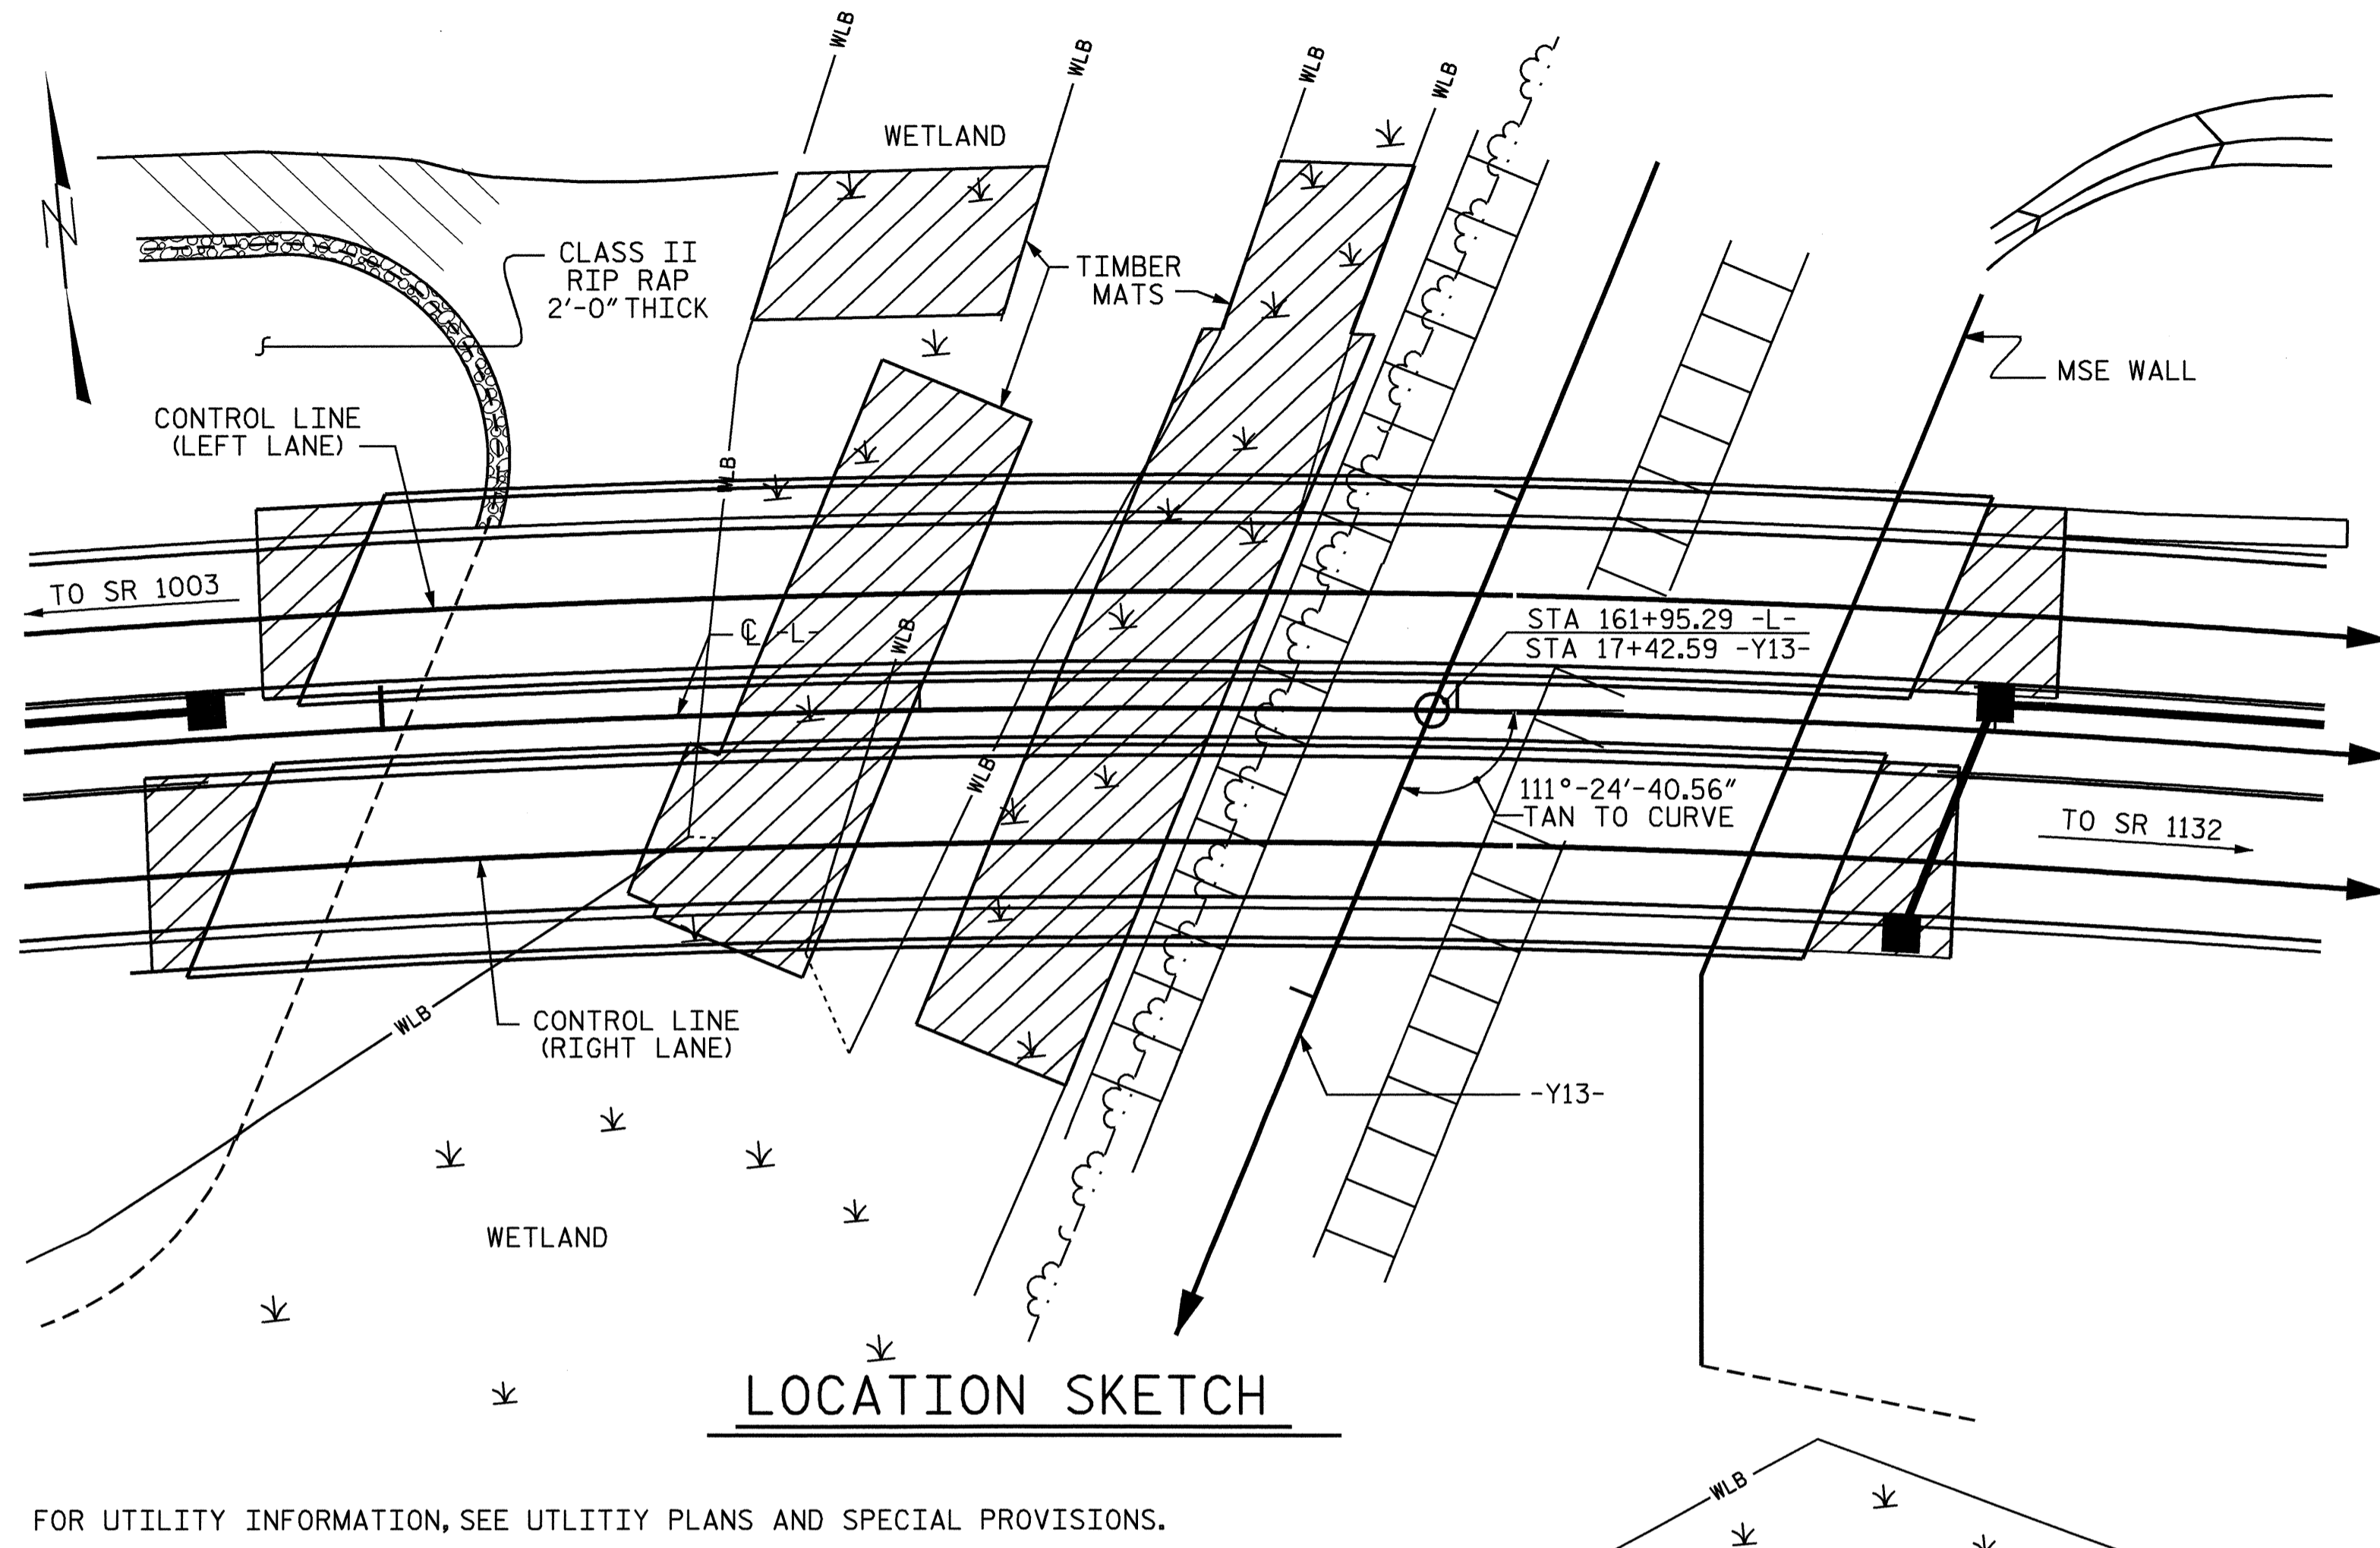 WLB
WLB
WLB
WLB
WETLAND
N
CLASS II
RIP RAP
2'-0" THICK
TIMBER
MATS
MSE WALL
CONTROL LINE
(LEFT LANE)
WLB
TO SR 1003
℄ -L-
WLB
STA 161+95.29 -L-
STA 17+42.59 -Y13-
WLB
111°-24'-40.56"
TAN TO CURVE
TO SR 1132
WLB
CONTROL LINE
(RIGHT LANE)
-Y13-
WETLAND
LOCATION SKETCH
WLB
FOR UTILITY INFORMATION, SEE UTLITIY PLANS AND SPECIAL PROVISIONS.